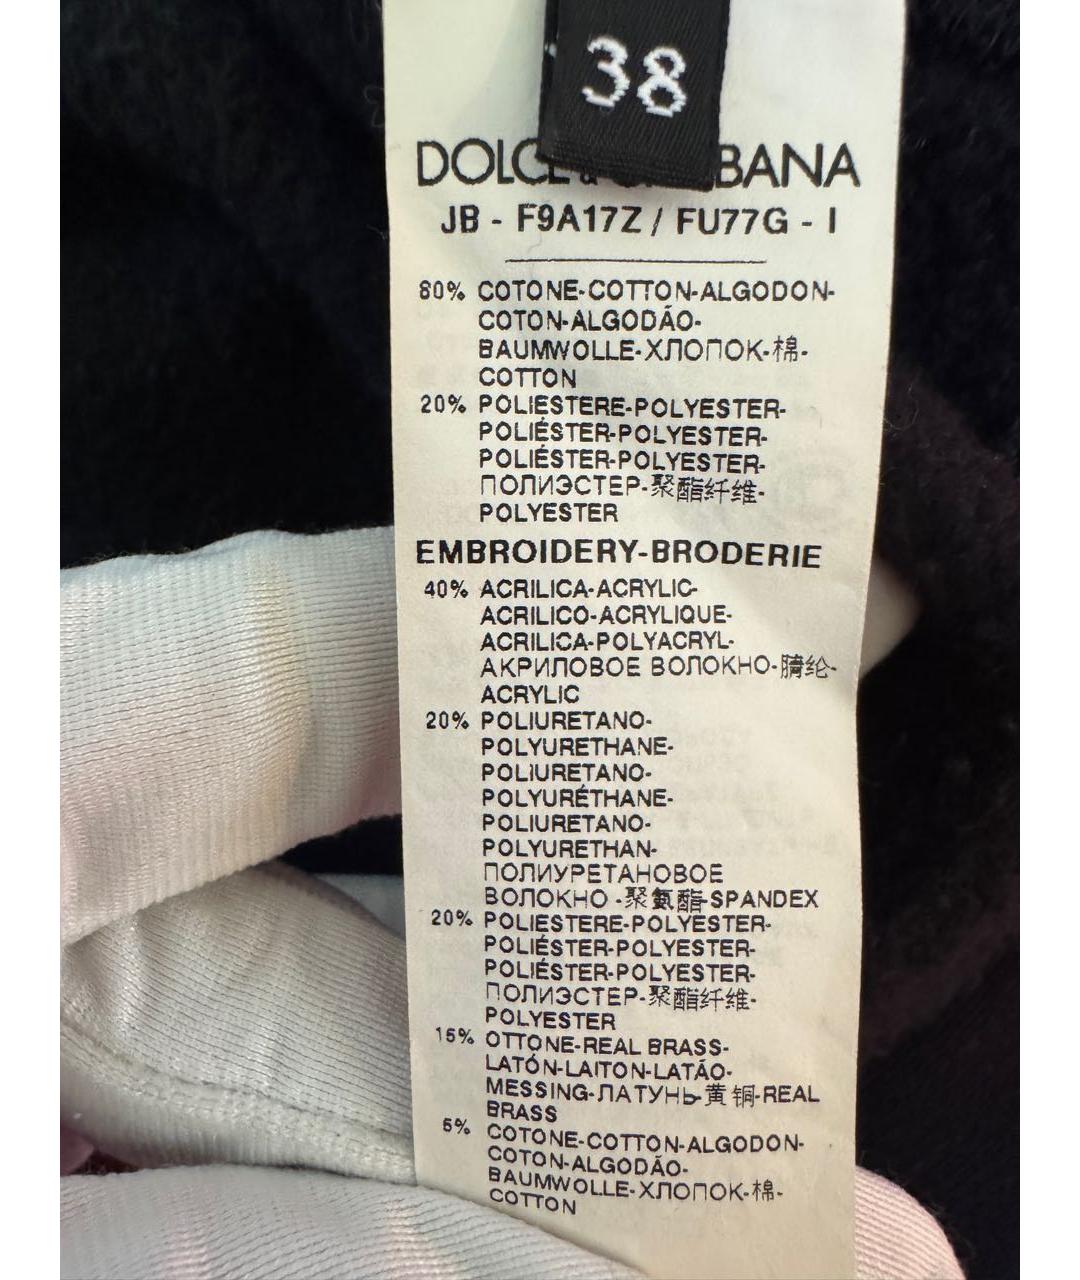 38
DOLCE & GABBANA
JB - F9A17Z / FU77G - I
80% COTONE-COTTON-ALGODON-
COTON-ALGODÃO-
BAUMWOLLE-ХЛОПОК-棉-
COTTON
20% POLIESTERE-POLYESTER-
POLIÉSTER-POLYESTER-
POLIÉSTER-POLYESTER-
ПОЛИЭСТЕР-聚酯纤维-
POLYESTER
EMBROIDERY-BRODERIE
40% ACRILICA-ACRYLIC-
ACRILICO-ACRYLIQUE-
ACRILICA-POLYACRYL-
АКРИЛОВОЕ ВОЛОКНО-腈纶-
ACRYLIC
20% POLIURETANO-
POLYURETHANE-
POLIURETANO-
POLYURÉTHANE-
POLIURETANO-
POLYURETHAN-
ПОЛИУРЕТАНОВОЕ
ВОЛОКНО -聚氨酯-SPANDEX
20% POLIESTERE-POLYESTER-
POLIÉSTER-POLYESTER-
POLIÉSTER-POLYESTER-
ПОЛИЭСТЕР-聚酯纤维-
POLYESTER
15% OTTONE-REAL BRASS-
LATÓN-LAITON-LATÃO-
MESSING-ЛАТУНЬ-黄铜-REAL
BRASS
5% COTONE-COTTON-ALGODON-
COTON-ALGODÃO-
BAUMWOLLE-ХЛОПОК-棉-
COTTON